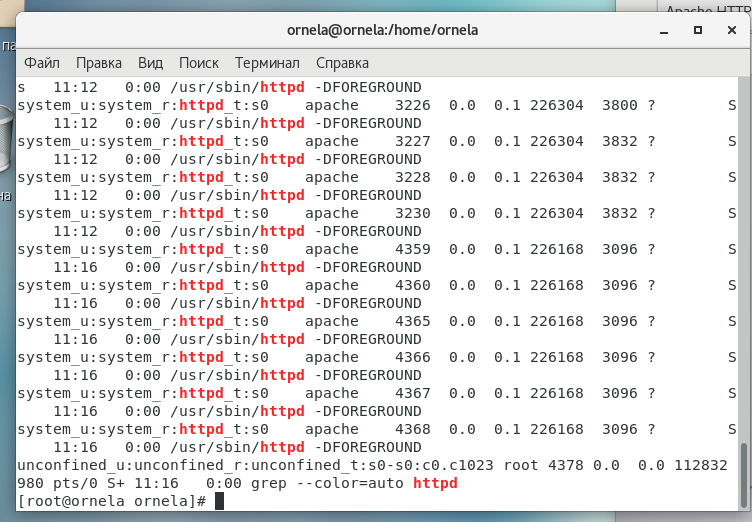 Apache HTTP
па
на
ornela@ornela:/home/ornela
Файл Правка Вид Поиск Терминал Справка
s 11:12 0:00 /usr/sbin/httpd -DFOREGROUND
system_u:system_r:httpd_t:s0 apache 3226 0.0 0.1 226304 3800 ? S
11:12 0:00 /usr/sbin/httpd -DFOREGROUND
system_u:system_r:httpd_t:s0 apache 3227 0.0 0.1 226304 3832 ? S
11:12 0:00 /usr/sbin/httpd -DFOREGROUND
system_u:system_r:httpd_t:s0 apache 3228 0.0 0.1 226304 3832 ? S
11:12 0:00 /usr/sbin/httpd -DFOREGROUND
system_u:system_r:httpd_t:s0 apache 3230 0.0 0.1 226304 3832 ? S
11:12 0:00 /usr/sbin/httpd -DFOREGROUND
system_u:system_r:httpd_t:s0 apache 4359 0.0 0.1 226168 3096 ? S
11:16 0:00 /usr/sbin/httpd -DFOREGROUND
system_u:system_r:httpd_t:s0 apache 4360 0.0 0.1 226168 3096 ? S
11:16 0:00 /usr/sbin/httpd -DFOREGROUND
system_u:system_r:httpd_t:s0 apache 4365 0.0 0.1 226168 3096 ? S
11:16 0:00 /usr/sbin/httpd -DFOREGROUND
system_u:system_r:httpd_t:s0 apache 4366 0.0 0.1 226168 3096 ? S
11:16 0:00 /usr/sbin/httpd -DFOREGROUND
system_u:system_r:httpd_t:s0 apache 4367 0.0 0.1 226168 3096 ? S
11:16 0:00 /usr/sbin/httpd -DFOREGROUND
system_u:system_r:httpd_t:s0 apache 4368 0.0 0.1 226168 3096 ? S
11:16 0:00 /usr/sbin/httpd -DFOREGROUND
unconfined_u:unconfined_r:unconfined_t:s0-s0:c0.c1023 root 4378 0.0 0.0 112832
980 pts/0 S+ 11:16 0:00 grep --color=auto httpd
[root@ornela ornela]#